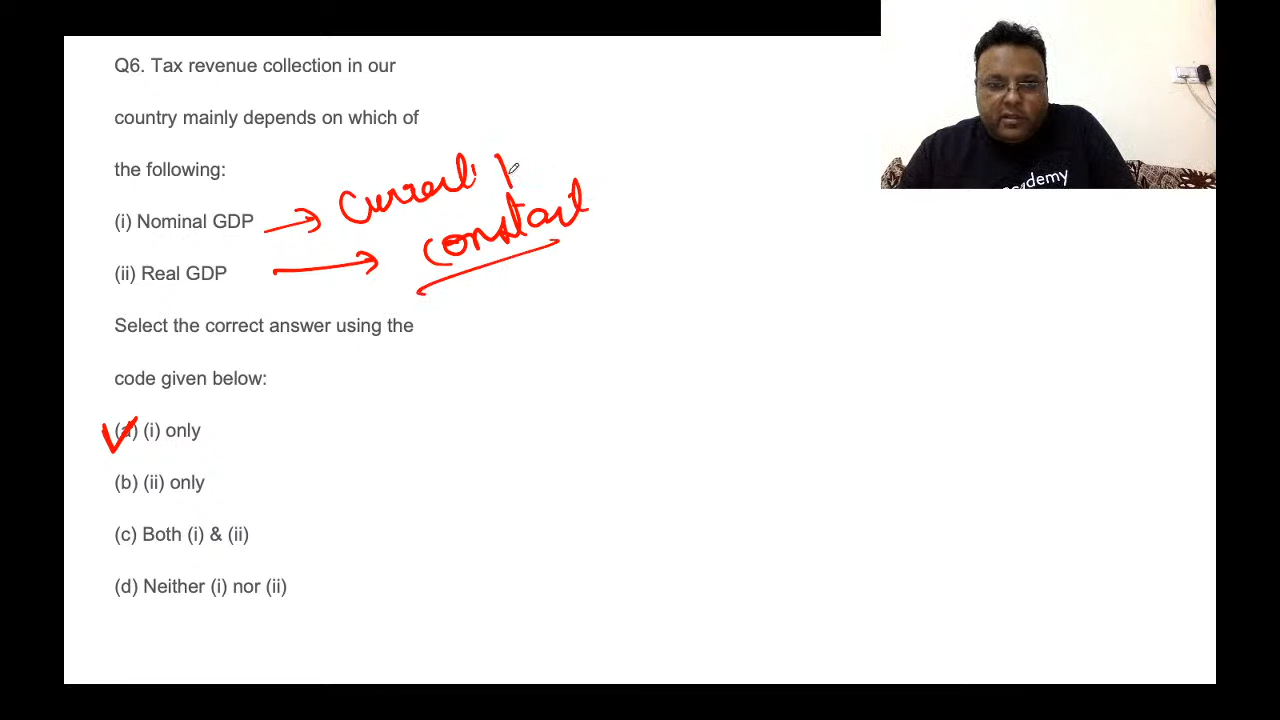 Q6. Tax revenue collection in our
country mainly depends on which of
the following:
(i) Nominal GDP → Current
(ii) Real GDP → constant
Select the correct answer using the
code given below:
(a) (i) only
(b) (ii) only
(c) Both (i) & (ii)
(d) Neither (i) nor (ii)